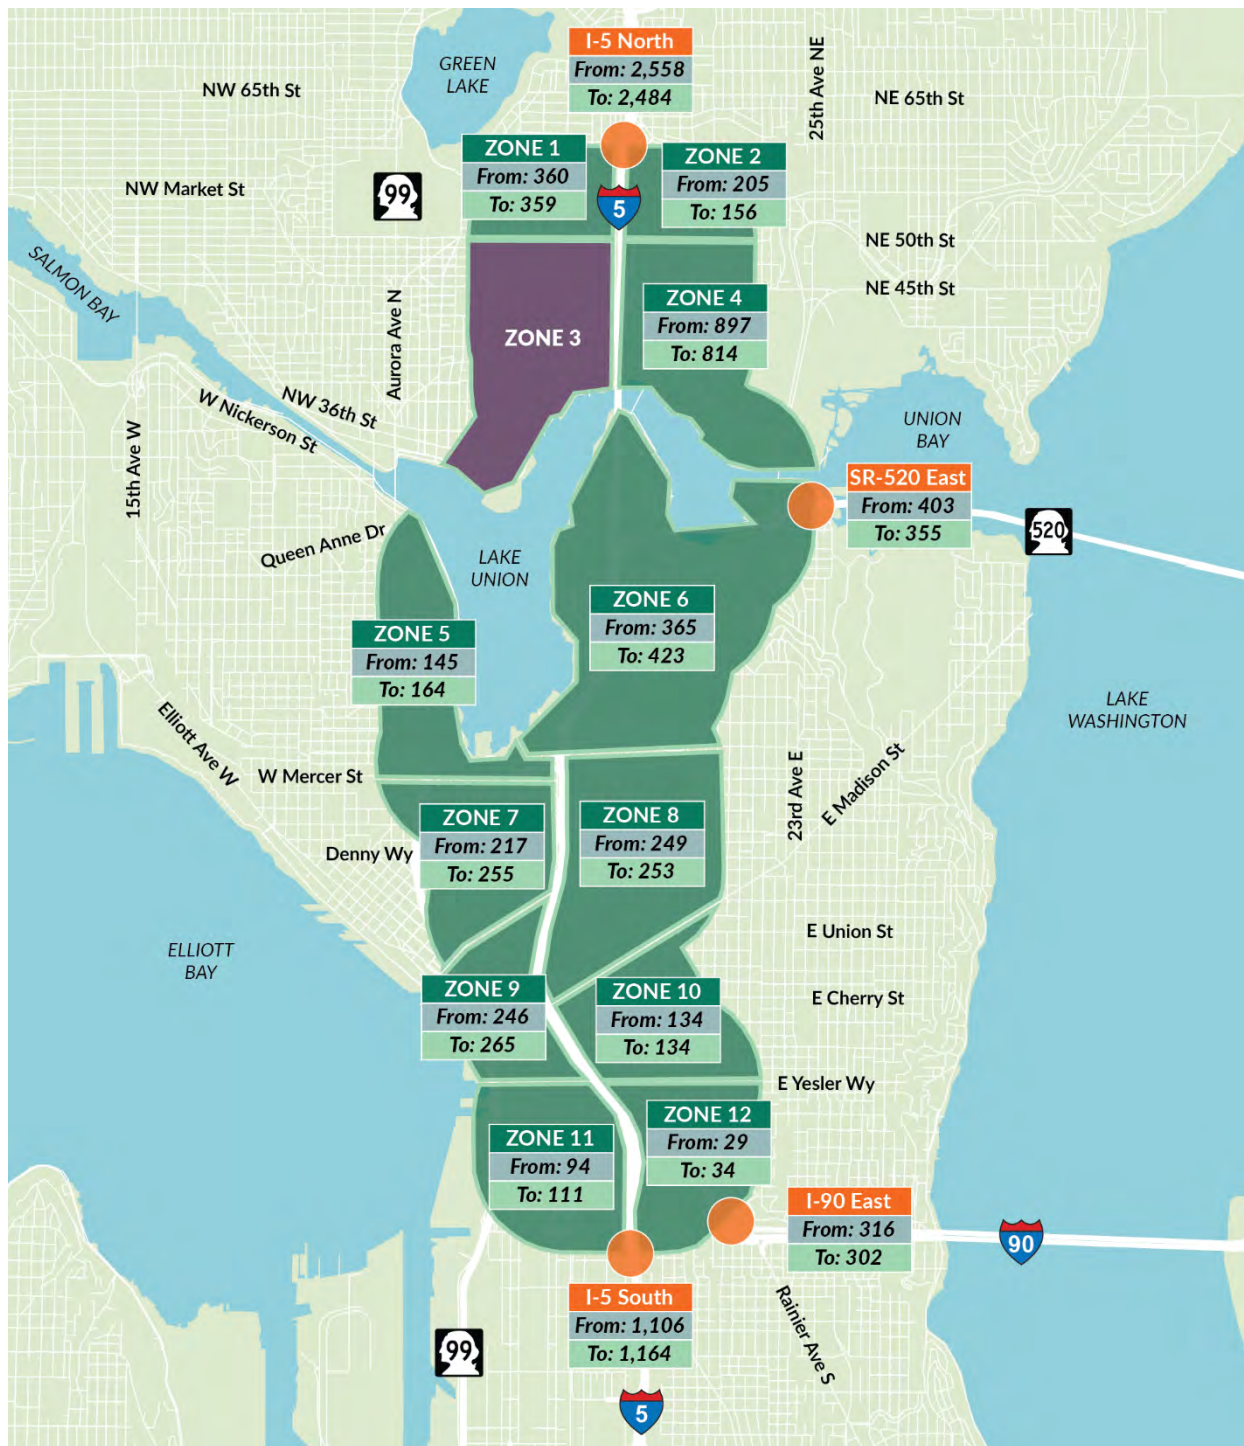 I-5 North
From: 2,558
To: 2,484
GREEN
LAKE
25th Ave NE
NW 65th St
NE 65th St
ZONE 1
From: 360
To: 359
ZONE 2
From: 205
To: 156
NW Market St
99
5
NE 50th St
SALMON BAY
NE 45th St
Aurora Ave N
ZONE 3
ZONE 4
From: 897
To: 814
NW 36th St
W Nickerson St
15th Ave W
UNION
BAY
SR-520 East
From: 403
To: 355
520
Queen Anne Dr
LAKE
UNION
ZONE 6
From: 365
To: 423
ZONE 5
From: 145
To: 164
LAKE
WASHINGTON
Elliott Ave W
W Mercer St
23rd Ave E
E Madison St
ZONE 7
From: 217
To: 255
ZONE 8
From: 249
To: 253
Denny Wy
E Union St
ELLIOTT
BAY
ZONE 9
From: 246
To: 265
ZONE 10
From: 134
To: 134
E Cherry St
E Yesler Wy
ZONE 11
From: 94
To: 111
ZONE 12
From: 29
To: 34
I-90 East
From: 316
To: 302
90
I-5 South
From: 1,106
To: 1,164
Rainier Ave S
99
5